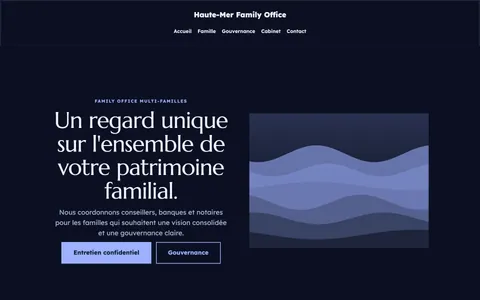 Haute-Mer Family Office
Accueil Famille Gouvernance Cabinet Contact
FAMILY OFFICE MULTI-FAMILLES
Un regard unique
sur l'ensemble de
votre patrimoine
familial.
Nous coordonnons conseillers, banques et notaires
pour les familles qui souhaitent une vision consolidée
et une gouvernance claire.
Entretien confidentiel Gouvernance